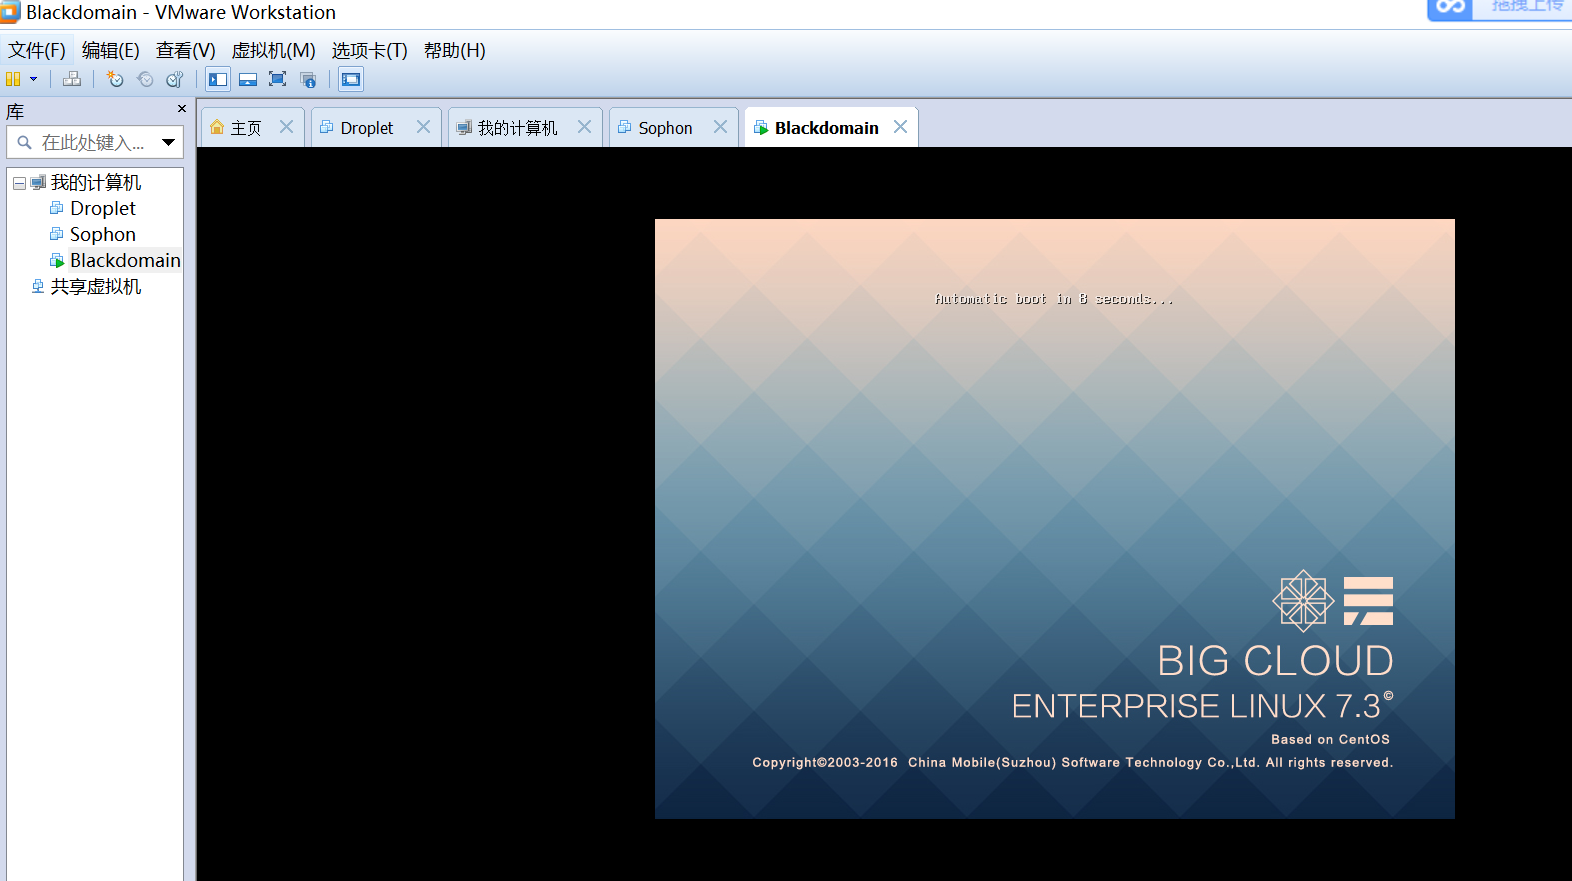 Blackdomain - VMware Workstation
拖拽上传
文件(F) 编辑(E) 查看(V) 虚拟机(M) 选项卡(T) 帮助(H)
库
在此处键入...
主页 Droplet 我的计算机 Sophon Blackdomain
我的计算机
Droplet
Sophon
Blackdomain
共享虚拟机
Automatic boot in 8 seconds...
BIG CLOUD
ENTERPRISE LINUX 7.3©
Based on CentOS
Copyright©2003-2016 China Mobile(Suzhou) Software Technology Co.,Ltd. All rights reserved.